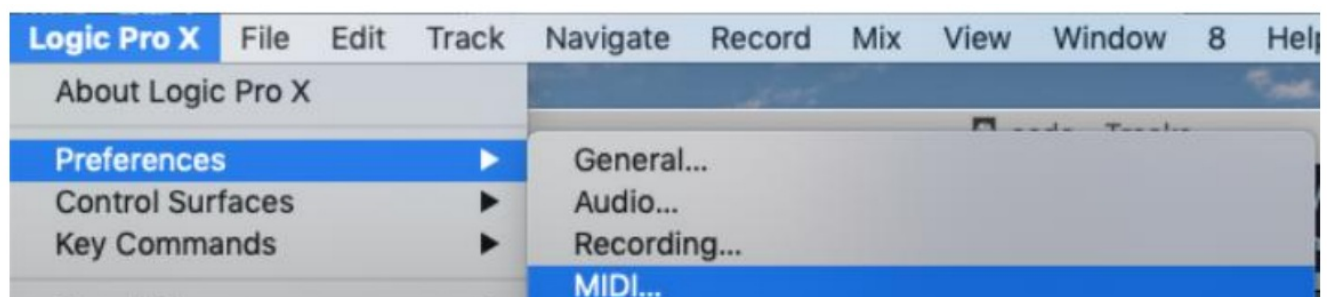 Logic Pro X File Edit Track Navigate Record Mix View Window 8 Help
About Logic Pro X
Preferences
General...
Control Surfaces
Audio...
Key Commands
Recording...
MIDI...